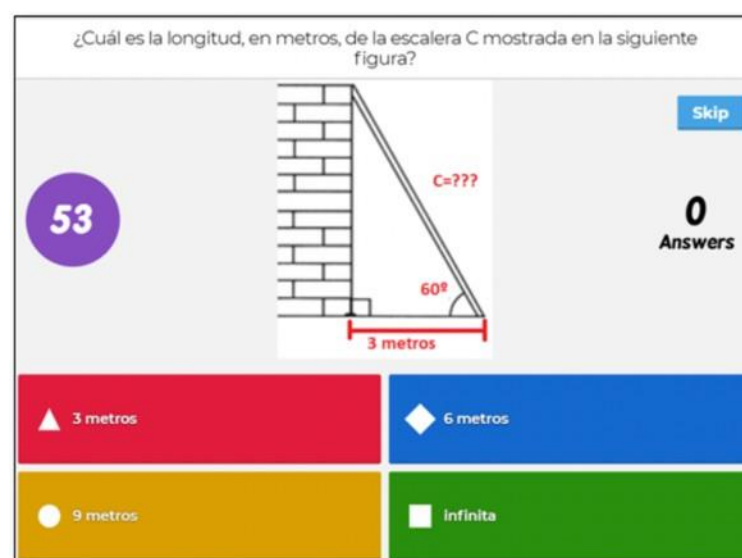 ¿Cuál es la longitud, en metros, de la escalera C mostrada en la siguiente
figura?
Skip
C=???
53
0
Answers
60º
3 metros
3 metros
6 metros
9 metros
infinita